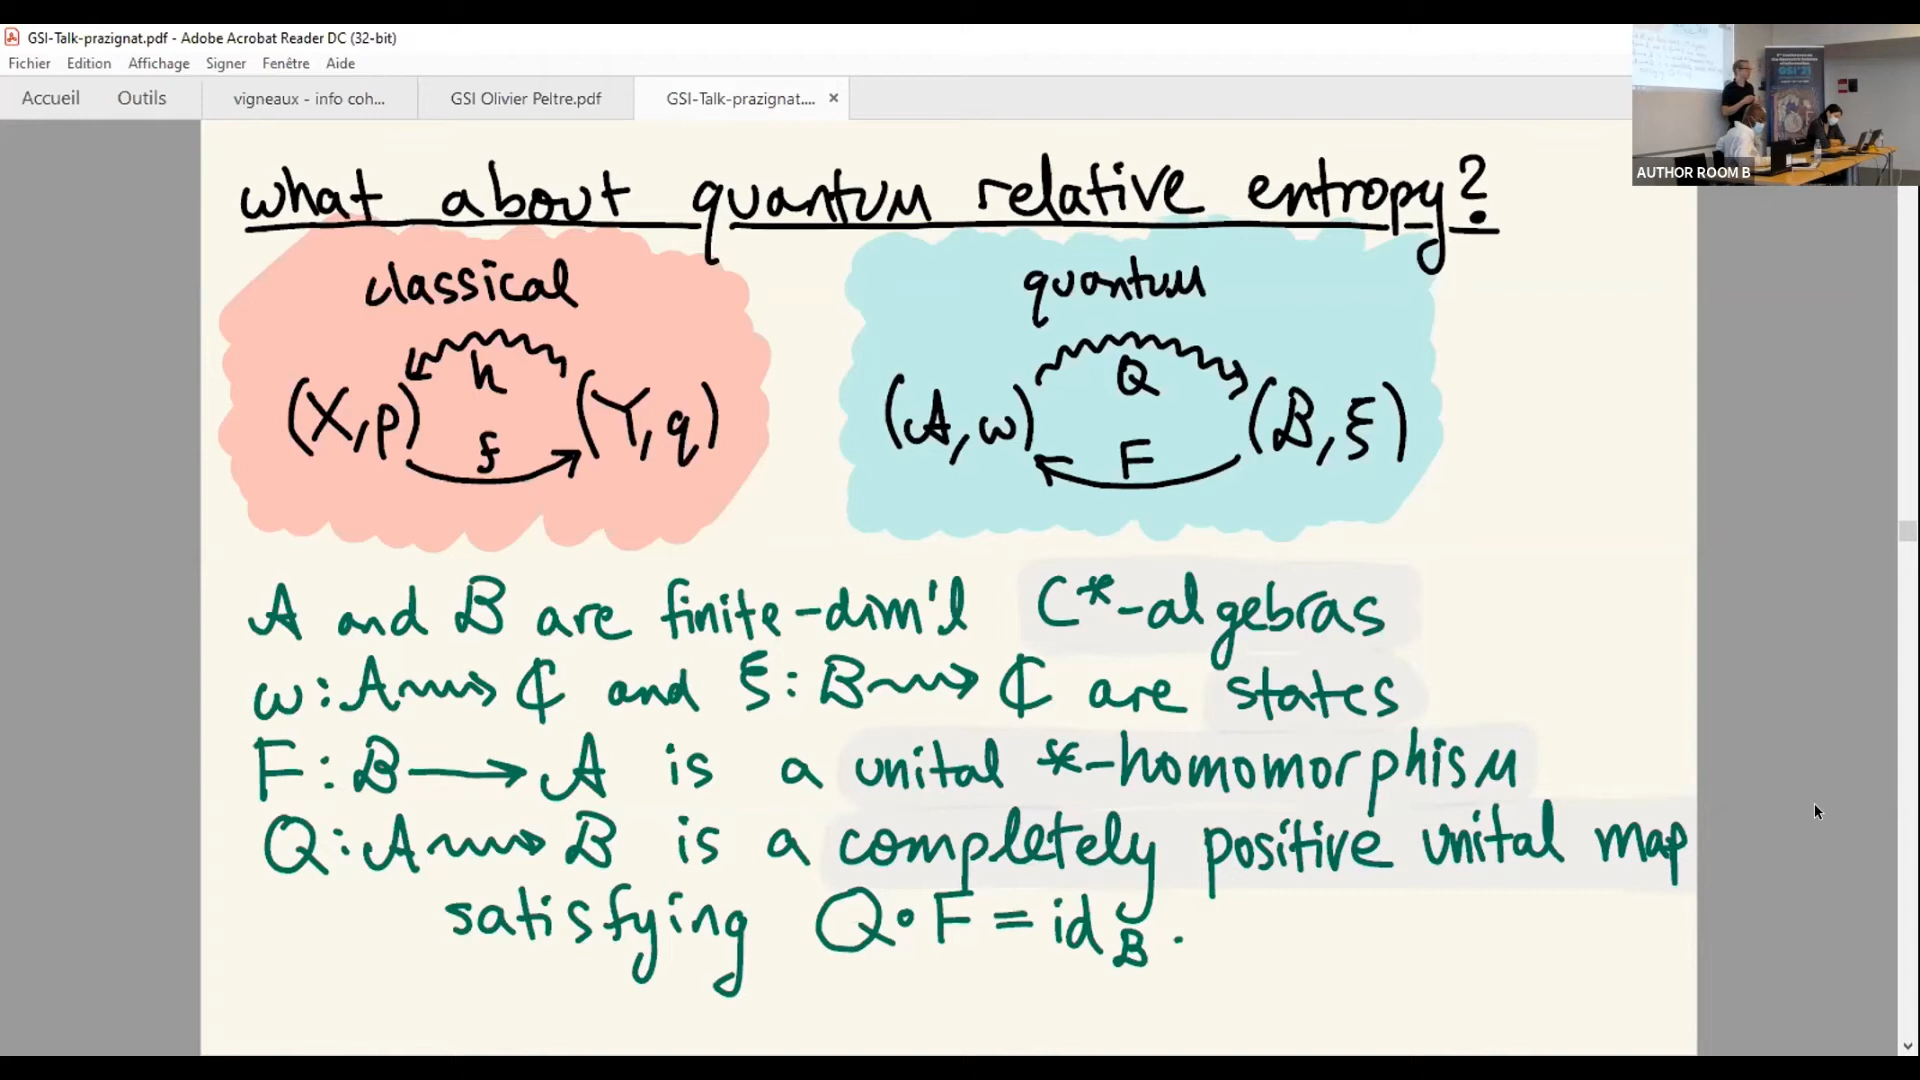 GSI-Talk-prazignat.pdf - Adobe Acrobat Reader DC (32-bit)
Fichier Edition Affichage Signer Fenêtre Aide
Accueil Outils vigneaux - info coh... GSI Olivier Peltre.pdf GSI-Talk-prazignat.... ×
AUTHOR ROOM B
GSI'21
what about quantum relative entropy?
classical
h
(X,p) (Y,q)
f
quantum
Q
(A,ω) (B,ξ)
F
A and B are finite-dim'l C*-algebras
ω:A⇝ℂ and ξ:B⇝ℂ are states
F:B⟶A is a unital *-homomorphism
Q:A⇝B is a completely positive unital map
satisfying Q∘F = id_B.